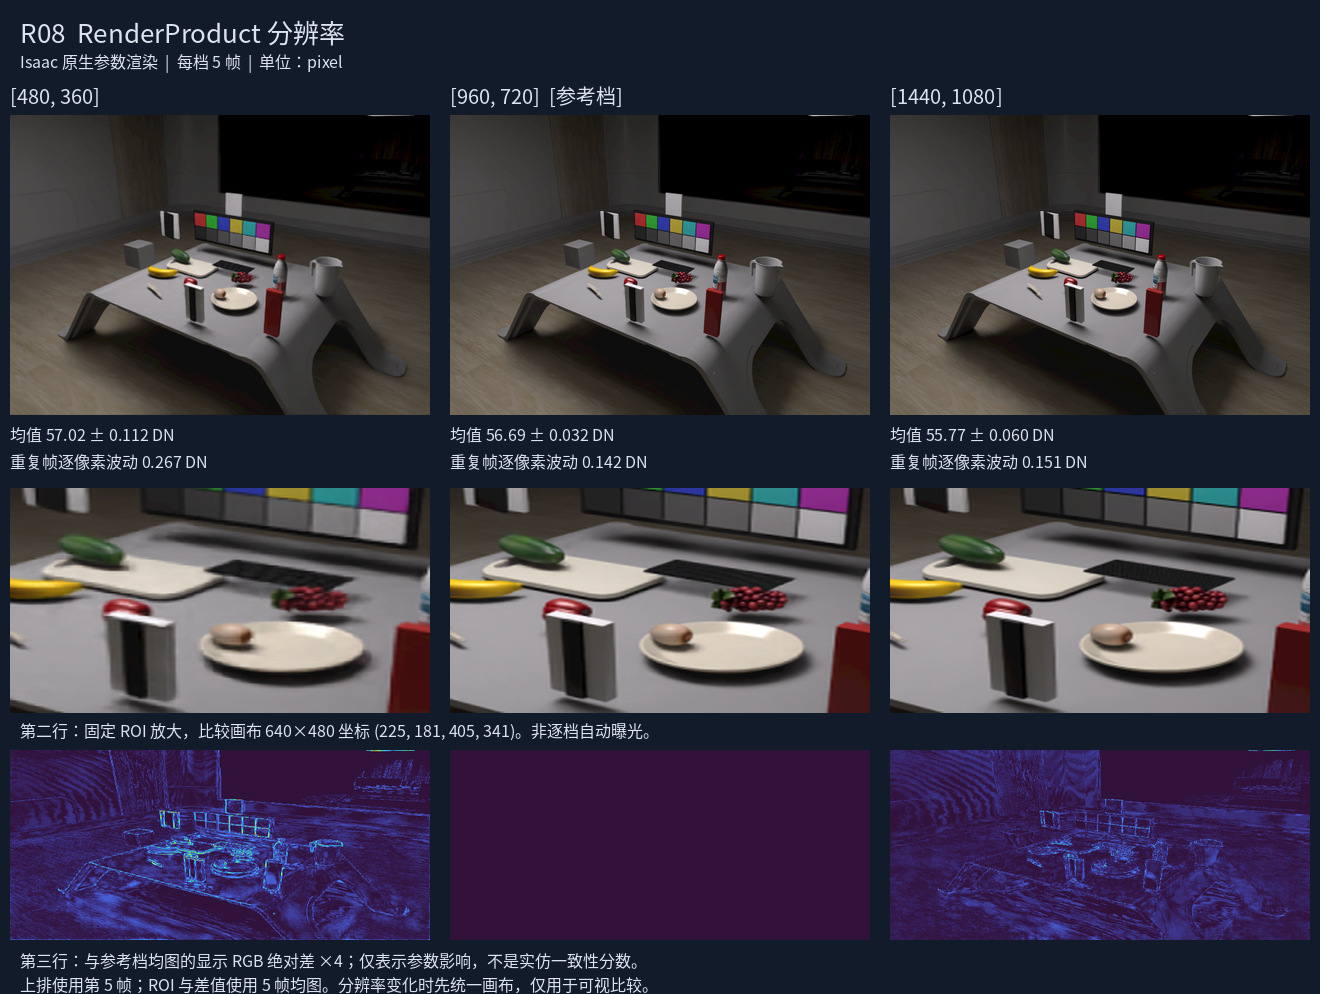 R08 RenderProduct 分辨率
Isaac 原生参数渲染 | 每档 5 帧 | 单位：pixel
[480, 360]
[960, 720] [参考档]
[1440, 1080]
均值 57.02 ± 0.112 DN
重复帧逐像素波动 0.267 DN
均值 56.69 ± 0.032 DN
重复帧逐像素波动 0.142 DN
均值 55.77 ± 0.060 DN
重复帧逐像素波动 0.151 DN
第二行：固定 ROI 放大，比较画布 640×480 坐标 (225, 181, 405, 341)。非逐档自动曝光。
第三行：与参考档均图的显示 RGB 绝对差 ×4；仅表示参数影响，不是实仿一致性分数。
上排使用第 5 帧；ROI 与差值使用 5 帧均图。分辨率变化时先统一画布，仅用于可视比较。